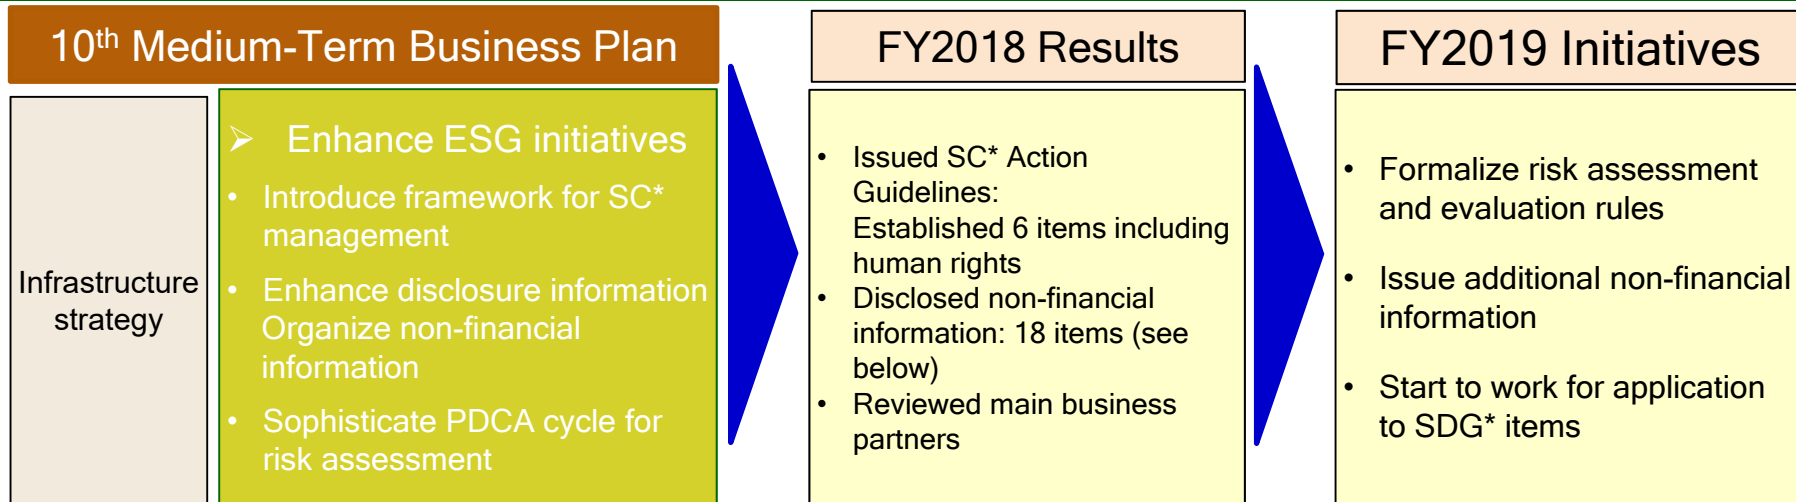 10th Medium-Term Business Plan
Infrastructure
strategy
➢ Enhance ESG initiatives
• Introduce framework for SC*
management
• Enhance disclosure information
Organize non-financial
information
• Sophisticate PDCA cycle for
risk assessment
FY2018 Results
• Issued SC* Action
Guidelines:
Established 6 items including
human rights
• Disclosed non-financial
information: 18 items (see
below)
• Reviewed main business
partners
FY2019 Initiatives
• Formalize risk assessment
and evaluation rules
• Issue additional non-financial
information
• Start to work for application
to SDG* items